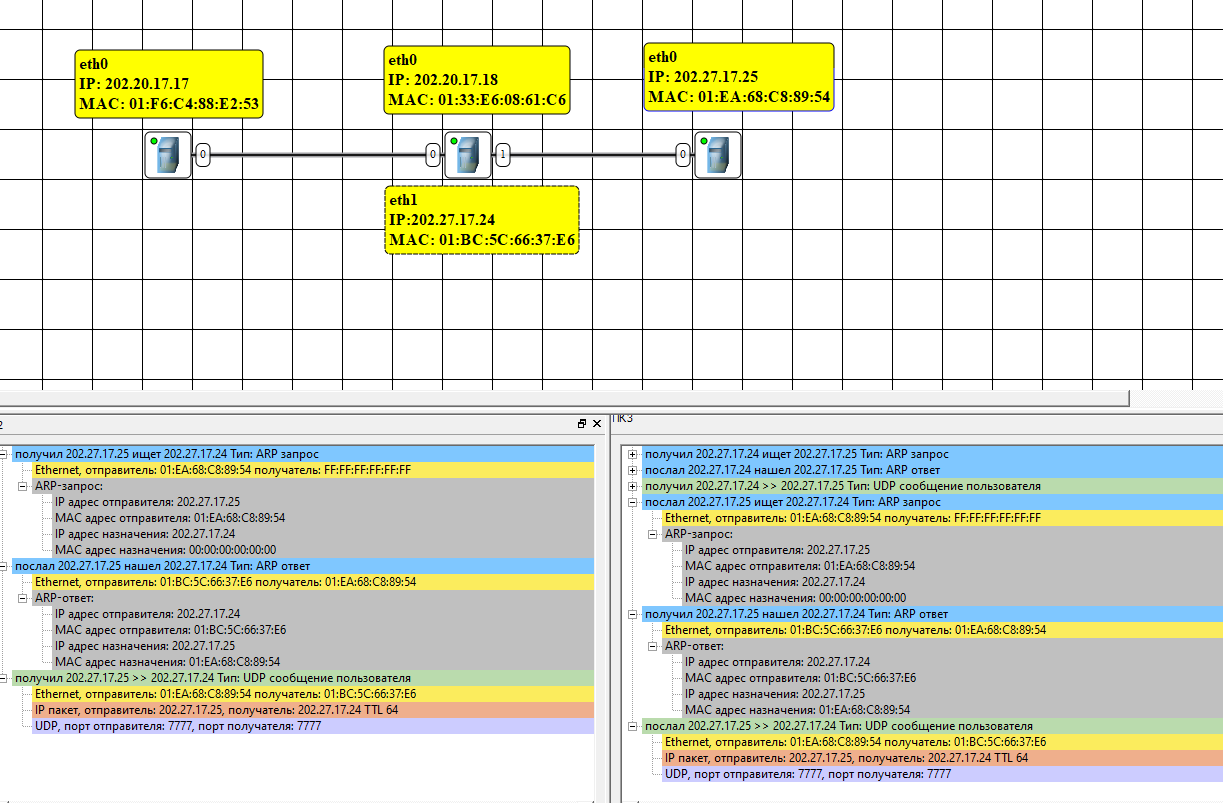 eth0
IP: 202.20.17.17
MAC: 01:F6:C4:88:E2:53
eth0
IP: 202.20.17.18
MAC: 01:33:E6:08:61:C6
eth0
IP: 202.27.17.25
MAC: 01:EA:68:C8:89:54
0
0
1
0
eth1
IP:202.27.17.24
MAC: 01:BC:5C:66:37:E6
2
получил 202.27.17.25 ищет 202.27.17.24 Тип: ARP запрос
Ethernet, отправитель: 01:EA:68:C8:89:54 получатель: FF:FF:FF:FF:FF:FF
ARP-запрос:
IP адрес отправителя: 202.27.17.25
MAC адрес отправителя: 01:EA:68:C8:89:54
IP адрес назначения: 202.27.17.24
MAC адрес назначения: 00:00:00:00:00:00
послал 202.27.17.25 нашел 202.27.17.24 Тип: ARP ответ
Ethernet, отправитель: 01:BC:5C:66:37:E6 получатель: 01:EA:68:C8:89:54
ARP-ответ:
IP адрес отправителя: 202.27.17.24
MAC адрес отправителя: 01:BC:5C:66:37:E6
IP адрес назначения: 202.27.17.25
MAC адрес назначения: 01:EA:68:C8:89:54
получил 202.27.17.25 >> 202.27.17.24 Тип: UDP сообщение пользователя
Ethernet, отправитель: 01:EA:68:C8:89:54 получатель: 01:BC:5C:66:37:E6
IP пакет, отправитель: 202.27.17.25, получатель: 202.27.17.24 TTL 64
UDP, порт отправителя: 7777, порт получателя: 7777
ПК3
получил 202.27.17.24 ищет 202.27.17.25 Тип: ARP запрос
послал 202.27.17.24 нашел 202.27.17.25 Тип: ARP ответ
получил 202.27.17.24 >> 202.27.17.25 Тип: UDP сообщение пользователя
послал 202.27.17.25 ищет 202.27.17.24 Тип: ARP запрос
Ethernet, отправитель: 01:EA:68:C8:89:54 получатель: FF:FF:FF:FF:FF:FF
ARP-запрос:
IP адрес отправителя: 202.27.17.25
MAC адрес отправителя: 01:EA:68:C8:89:54
IP адрес назначения: 202.27.17.24
MAC адрес назначения: 00:00:00:00:00:00
получил 202.27.17.25 нашел 202.27.17.24 Тип: ARP ответ
Ethernet, отправитель: 01:BC:5C:66:37:E6 получатель: 01:EA:68:C8:89:54
ARP-ответ:
IP адрес отправителя: 202.27.17.24
MAC адрес отправителя: 01:BC:5C:66:37:E6
IP адрес назначения: 202.27.17.25
MAC адрес назначения: 01:EA:68:C8:89:54
послал 202.27.17.25 >> 202.27.17.24 Тип: UDP сообщение пользователя
Ethernet, отправитель: 01:EA:68:C8:89:54 получатель: 01:BC:5C:66:37:E6
IP пакет, отправитель: 202.27.17.25, получатель: 202.27.17.24 TTL 64
UDP, порт отправителя: 7777, порт получателя: 7777